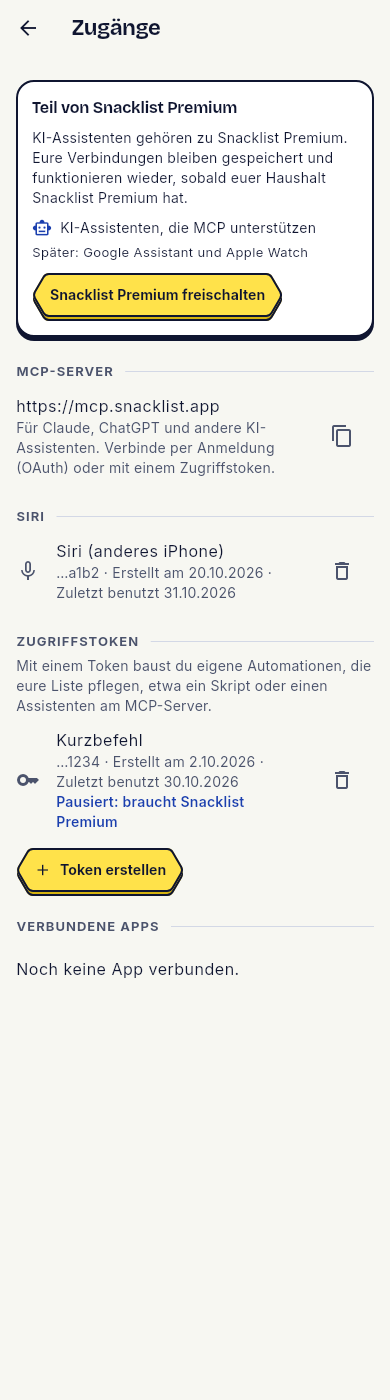 Zugänge
Teil von Snacklist Premium
KI-Assistenten gehören zu Snacklist Premium.
Eure Verbindungen bleiben gespeichert und
funktionieren wieder, sobald euer Haushalt
Snacklist Premium hat.
KI-Assistenten, die MCP unterstützen
Später: Google Assistant und Apple Watch
Snacklist Premium freischalten
MCP-SERVER
https://mcp.snacklist.app
Für Claude, ChatGPT und andere KI-
Assistenten. Verbinde per Anmeldung
(OAuth) oder mit einem Zugriffstoken.
SIRI
Siri (anderes iPhone)
…a1b2 · Erstellt am 20.10.2026 ·
Zuletzt benutzt 31.10.2026
ZUGRIFFSTOKEN
Mit einem Token baust du eigene Automationen, die
eure Liste pflegen, etwa ein Skript oder einen
Assistenten am MCP-Server.
Kurzbefehl
…1234 · Erstellt am 2.10.2026 ·
Zuletzt benutzt 30.10.2026
Pausiert: braucht Snacklist
Premium
Token erstellen
VERBUNDENE APPS
Noch keine App verbunden.